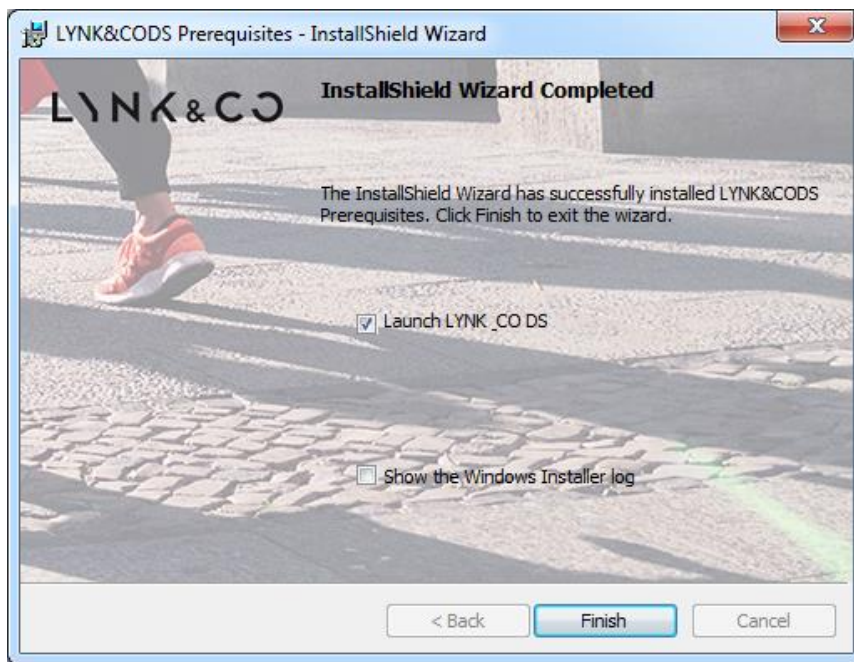 LYNK&CODS Prerequisites - InstallShield Wizard
LYNK&CO
InstallShield Wizard Completed
The InstallShield Wizard has successfully installed LYNK&CODS
Prerequisites. Click Finish to exit the wizard.
Launch LYNK _CO DS
Show the Windows Installer log
< Back
Finish
Cancel